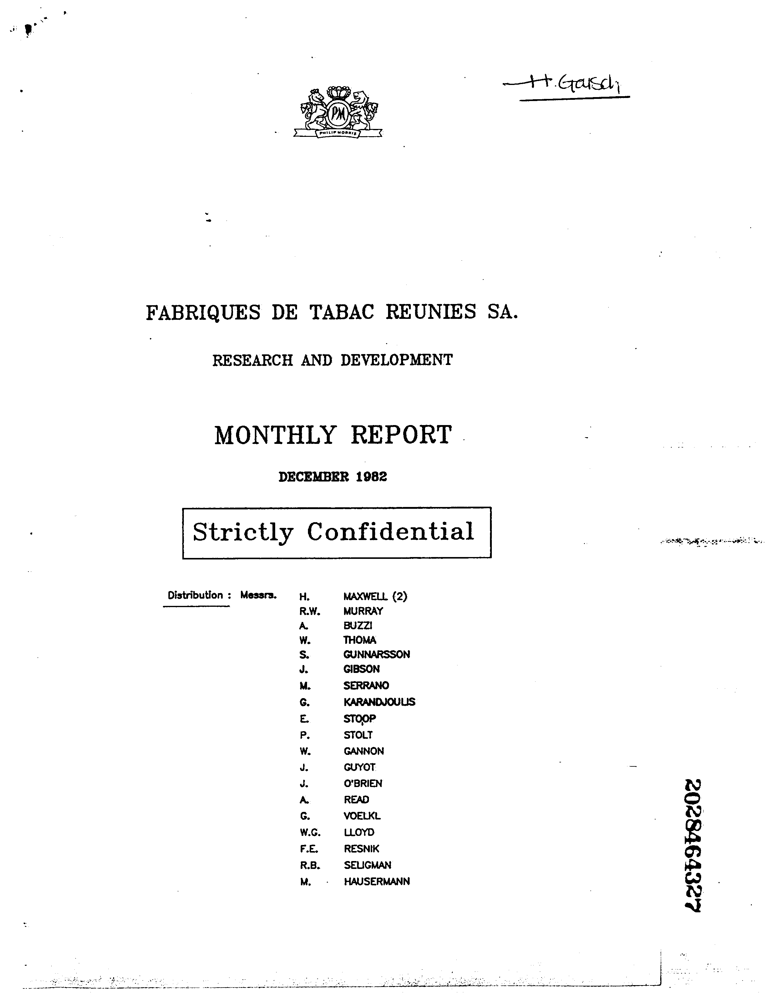 H. Gaisch
PM
PHILIP MORRIS
FABRIQUES DE TABAC REUNIES SA.
RESEARCH AND DEVELOPMENT
MONTHLY REPORT
DECEMBER 1982
Strictly Confidential
Distribution : Messrs. H. MAXWELL (2)
R.W. MURRAY
A. BUZZI
W. THOMA
S. GUNNARSSON
J. GIBSON
M. SERRANO
G. KARANDJOULIS
E. STOOP
P. STOLT
W. GANNON
J. GUYOT
J. O'BRIEN
A. READ
G. VOELKL
W.G. LLOYD
F.E. RESNIK
R.B. SELIGMAN
M. HAUSERMANN
2028464327